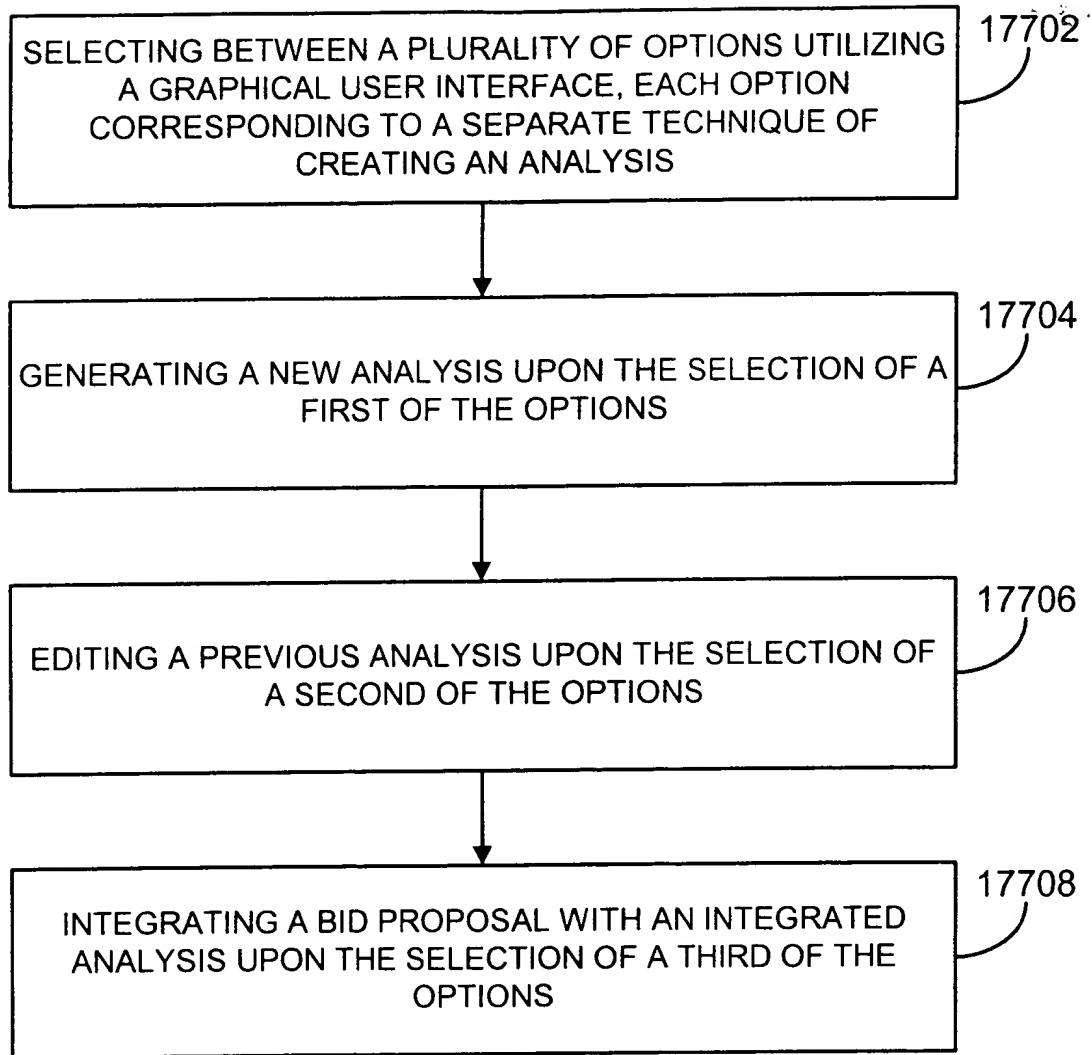 SELECTING BETWEEN A PLURALITY OF OPTIONS UTILIZING
A GRAPHICAL USER INTERFACE, EACH OPTION
CORRESPONDING TO A SEPARATE TECHNIQUE OF
CREATING AN ANALYSIS
17702
GENERATING A NEW ANALYSIS UPON THE SELECTION OF A
FIRST OF THE OPTIONS
17704
EDITING A PREVIOUS ANALYSIS UPON THE SELECTION OF
A SECOND OF THE OPTIONS
17706
INTEGRATING A BID PROPOSAL WITH AN INTEGRATED
ANALYSIS UPON THE SELECTION OF A THIRD OF THE
OPTIONS
17708